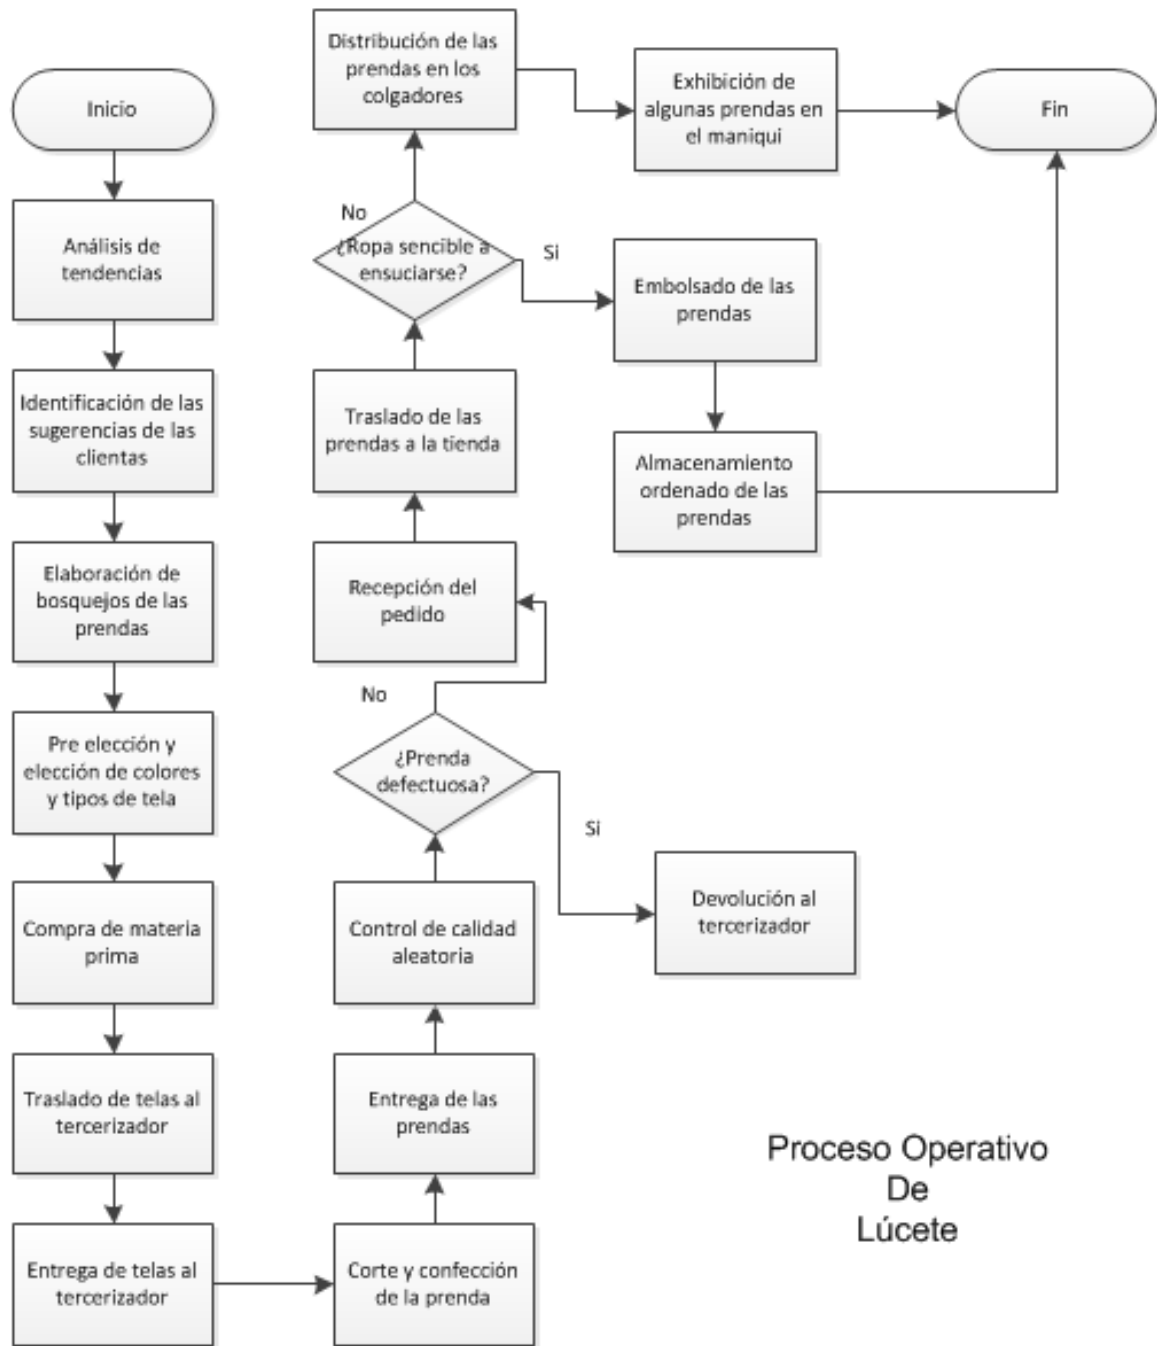 Inicio
Análisis de
tendencias
Identificación de las
sugerencias de las
clientas
Elaboración de
bosquejos de las
prendas
Pre elección y
elección de colores
y tipos de tela
Compra de materia
prima
Traslado de telas al
tercerizador
Entrega de telas al
tercerizador
Corte y confección
de la prenda
Entrega de las
prendas
Control de calidad
aleatoria
¿Prenda
defectuosa?
No
Si
Devolución al
tercerizador
Recepción del
pedido
Traslado de las
prendas a la tienda
¿Ropa sencible a
ensuciarse?
No
Si
Distribución de las
prendas en los
colgadores
Exhibición de
algunas prendas en
el maniqui
Embolsado de las
prendas
Almacenamiento
ordenado de las
prendas
Fin
Proceso Operativo
De
Lúcete